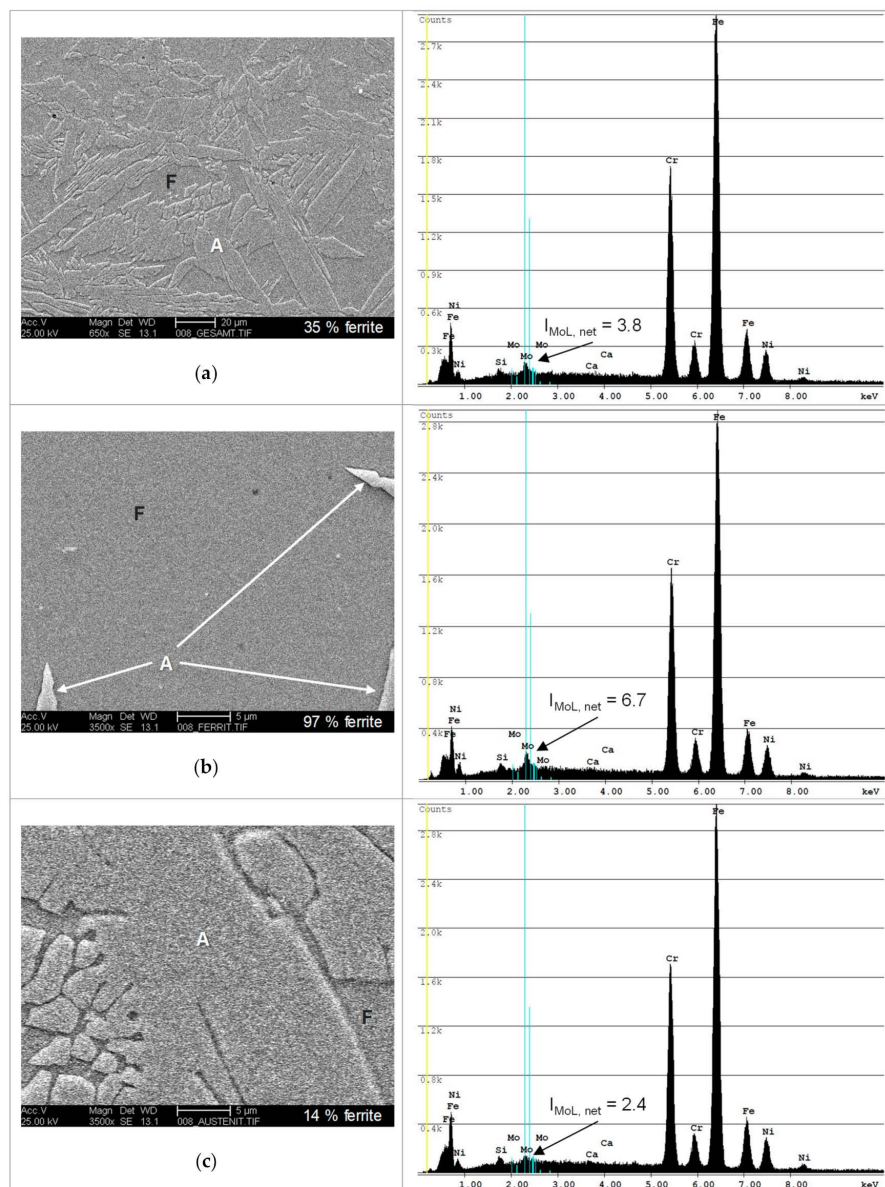 F
A
Acc.V Magn Det WD 20 µm
25.00 kV 650x SE 13.1 008_GESAMT.TIF 35 % ferrite
(a)
Counts
2.7k
2.4k
2.1k
1.8k
1.5k
1.2k
0.9k
0.6k
0.3k
Fe
Cr
Ni
Fe
Fe
Ni
Si
Mo
Mo
Mo
Ca
Ca
Cr
Fe
Ni
Ni
I MoL, net = 3.8
1.00 2.00 3.00 4.00 5.00 6.00 7.00 8.00 keV
F
A
Acc.V Magn Det WD 5 µm
25.00 kV 3500x SE 13.1 008_FERRIT.TIF 97 % ferrite
(b)
Counts
2.8k
2.4k
2.0k
1.6k
1.2k
0.8k
0.4k
Fe
Cr
Ni
Fe
Fe
Ni
Si
Mo
Mo
Mo
Ca
Ca
Cr
Fe
Ni
Ni
I MoL, net = 6.7
1.00 2.00 3.00 4.00 5.00 6.00 7.00 8.00 keV
A
F
Acc.V Magn Det WD 5 µm
25.00 kV 3500x SE 13.1 008_AUSTENIT.TIF 14 % ferrite
(c)
Counts
2.8k
2.4k
2.0k
1.6k
1.2k
0.8k
0.4k
Fe
Cr
Ni
Fe
Fe
Ni
Si
Mo
Mo
Mo
Ca
Ca
Cr
Fe
Ni
Ni
I MoL, net = 2.4
1.00 2.00 3.00 4.00 5.00 6.00 7.00 8.00 keV